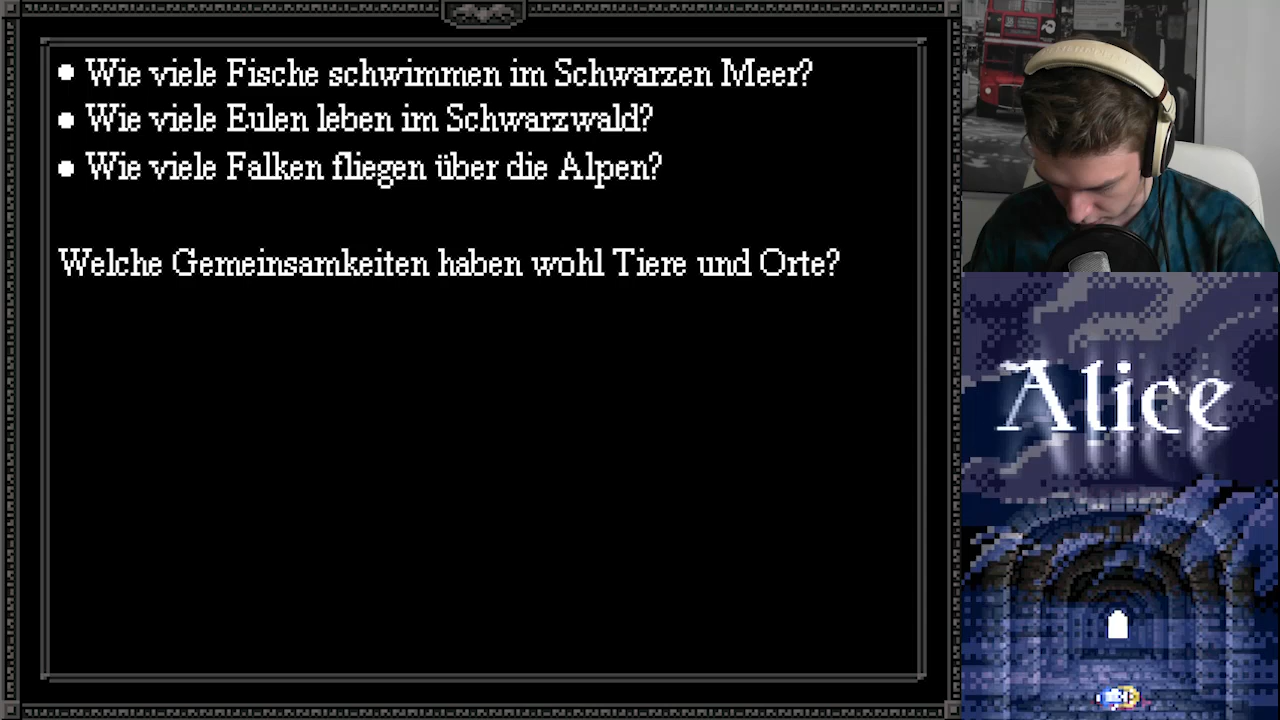 • Wie viele Fische schwimmen im Schwarzen Meer?
• Wie viele Eulen leben im Schwarzwald?
• Wie viele Falken fliegen über die Alpen?
Welche Gemeinsamkeiten haben wohl Tiere und Orte?
Alice